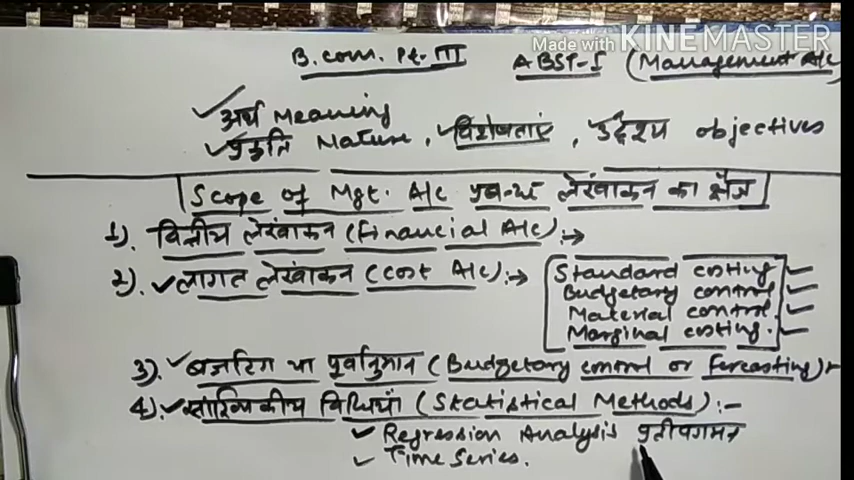 Made with KINEMASTER
B.com. Pt. III ABST-I (Management A/c
अर्थ Meaning
प्रकृति Nature, विशेषताएं, उद्देश्य objectives
Scope of Mgt. A/c प्रबन्ध लेखांकन का क्षेत्र
1). वित्तीय लेखांकन (Financial A/c) :→
2). लागत लेखांकन (Cost A/c) :→ Standard costing
Budgetary control
Material control.
Marginal costing.
3). बजटिंग या पूर्वानुमान (Budgetary control or Forecasting) :-
4). सांख्यिकीय विधियां (Statistical Methods) :-
Regression Analysis प्रतीपगमन
Time Series.